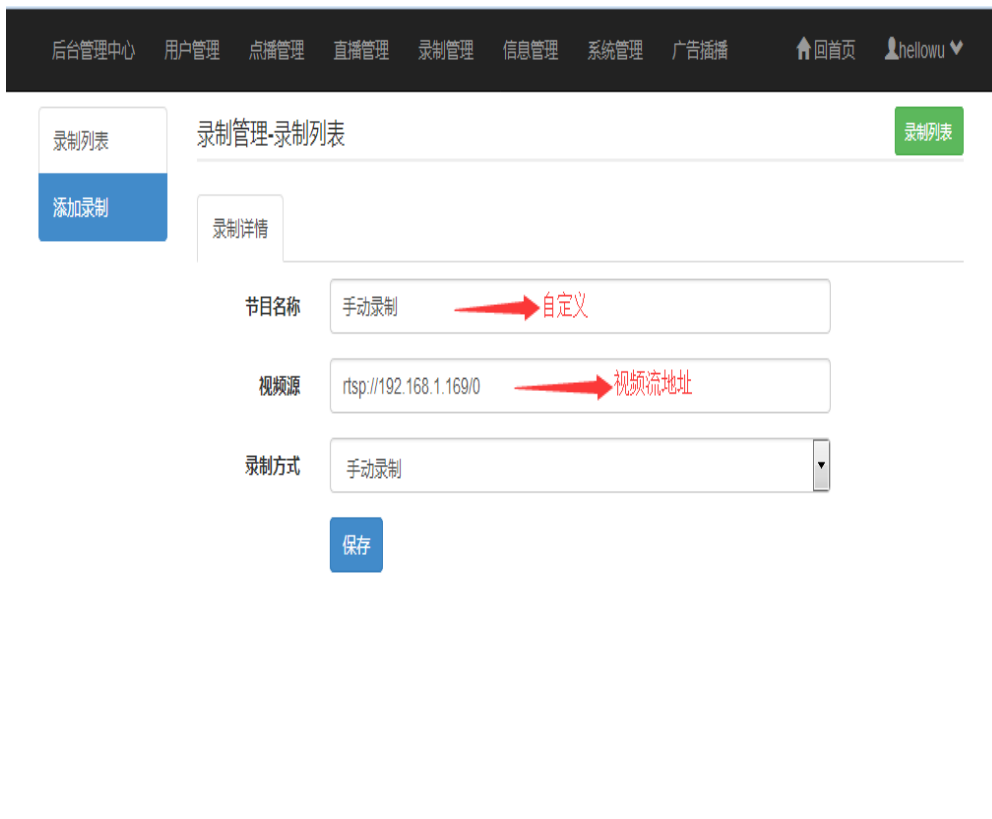 后台管理中心 用户管理 点播管理 直播管理 录制管理 信息管理 系统管理 广告插播 回首页 hellowu
录制列表
添加录制
录制管理-录制列表
录制列表
录制详情
节目名称 手动录制 自定义
视频源 rtsp://192.168.1.169/0 视频流地址
录制方式 手动录制
保存